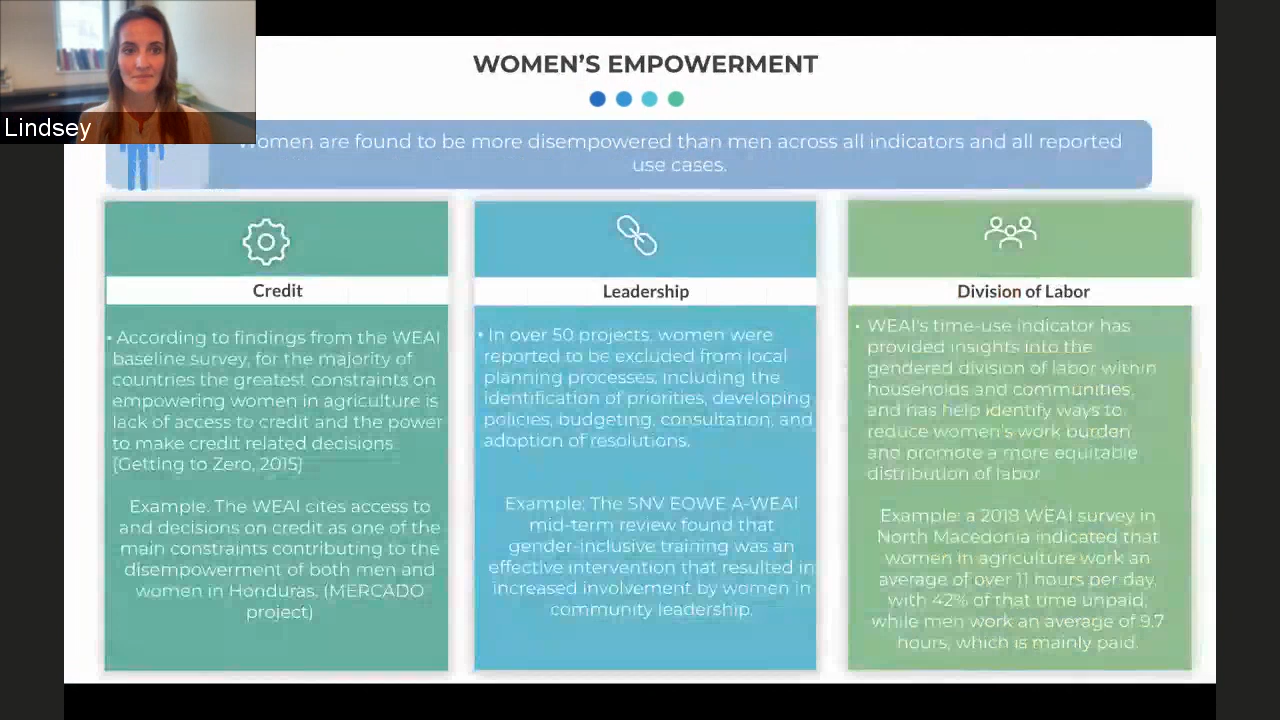 WOMEN'S EMPOWERMENT
Lindsey
Women are found to be more disempowered than men across all indicators and all reported
use cases.
Credit
• According to findings from the WEAI
baseline survey, for the majority of
countries the greatest constraints on
empowering women in agriculture is
lack of access to credit and the power
to make credit related decisions
(Getting to Zero, 2015)
Example: The WEAI cites access to
and decisions on credit as one of the
main constraints contributing to the
disempowerment of both men and
women in Honduras. (MERCADO
project)
Leadership
• In over 50 projects, women were
reported to be excluded from local
planning processes, including the
identification of priorities, developing
policies, budgeting, consultation, and
adoption of resolutions.
Example: The SNV EOWE A-WEAI
mid-term review found that
gender-inclusive training was an
effective intervention that resulted in
increased involvement by women in
community leadership.
Division of Labor
• WEAI's time-use indicator has
provided insights into the
gendered division of labor within
households and communities,
and has help identify ways to
reduce women's work burden
and promote a more equitable
distribution of labor
Example: a 2018 WEAI survey in
North Macedonia indicated that
women in agriculture work an
average of over 11 hours per day,
with 42% of that time unpaid,
while men work an average of 9.7
hours, which is mainly paid.